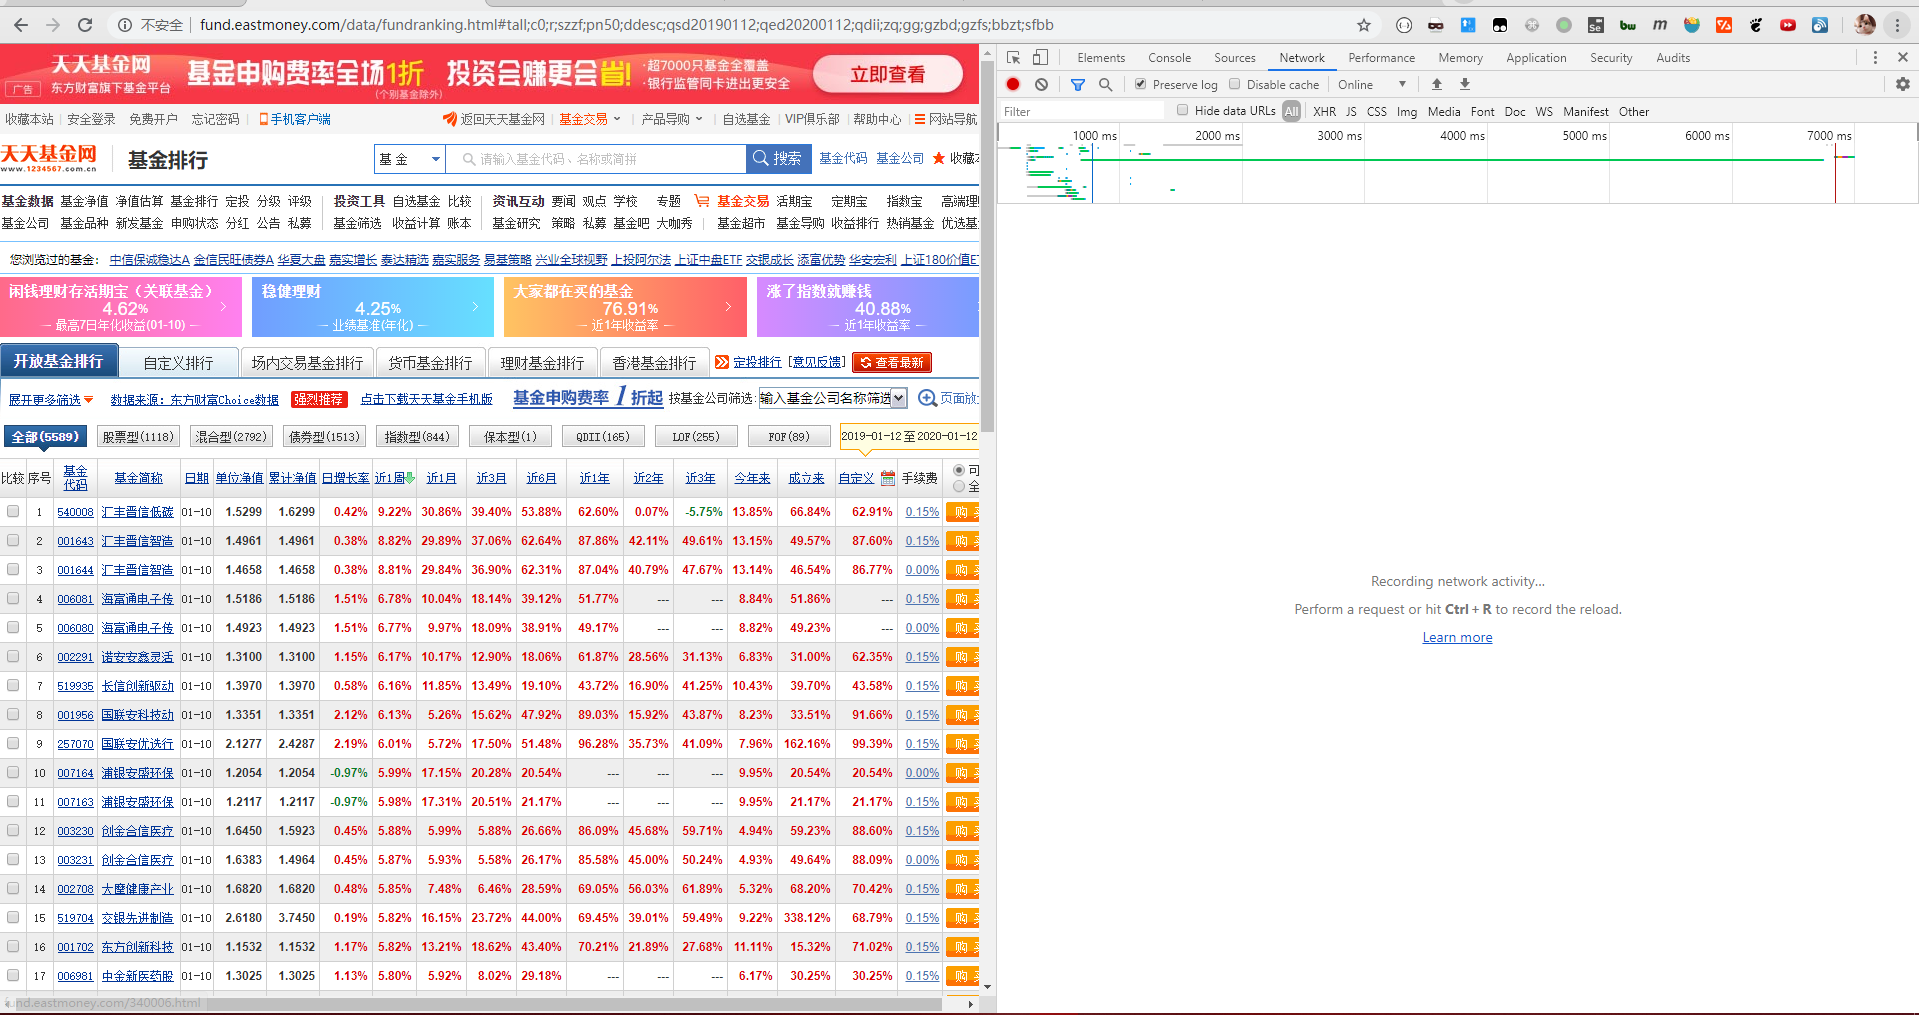 不安全 fund.eastmoney.com/data/fundranking.html#tall;c0;r;szzf;pn50;ddesc;qsd20190112;qed20200112;qdii;zq;gg;gzbd;gzfs;bbzt;sfbb
天天基金网 东方财富旗下基金平台 广告
基金申购费率全场1折 投资会赚更会省!
(个别基金除外)
·超7000只基金全覆盖
·银行监管同卡进出更安全
立即查看
收藏本站 安全登录 免费开户 忘记密码 手机客户端 返回天天基金网 基金交易 产品导购 自选基金 VIP俱乐部 帮助中心 网站导航
天天基金网 www.1234567.com.cn 基金排行
基 金 请输入基金代码、名称或简拼 搜索 基金代码 基金公司
基金数据 基金净值 净值估算 基金排行 定投 分级 评级 投资工具 自选基金 比较 资讯互动 要闻 观点 学校 专题 基金交易 活期宝 定期宝 指数宝 高端理
基金公司 基金品种 新发基金 申购状态 分红 公告 私募 基金筛选 收益计算 账本 基金研究 策略 私募 基金吧 大咖秀 基金超市 基金导购 收益排行 热销基金 优选基
您浏览过的基金: 中信保诚稳达A 金信民旺债券A 华夏大盘 嘉实增长 泰达精选 嘉实服务 易基策略 兴业全球视野 上投阿尔法 上证中盘ETF 交银成长 添富优势 华安宏利 上证180价值E
闲钱理财存活期宝（关联基金） 稳健理财 大家都在买的基金 涨了指数就赚钱
4.62% 4.25% 76.91% 40.88%
最高7日年化收益(01-10) 业绩基准(年化) 近1年收益率 近1年收益率
开放基金排行 自定义排行 场内交易基金排行 货币基金排行 理财基金排行 香港基金排行 定投排行 [意见反馈] 查看最新
展开更多筛选 数据来源: 东方财富Choice数据 强烈推荐 点击下载天天基金手机版 基金申购费率1折起 按基金公司筛选: 输入基金公司名称筛选 页面放
全部(5589) 股票型(1118) 混合型(2792) 债券型(1513) 指数型(844) 保本型(1) QDII(165) LOF(255) FOF(89) 2019-01-12 至 2020-01-12
比较 序号 基金代码 基金简称 日期 单位净值 累计净值 日增长率 近1周 近1月 近3月 近6月 近1年 近2年 近3年 今年来 成立来 自定义 手续费 可 全
1 540008 汇丰晋信低碳 01-10 1.5299 1.6299 0.42% 9.22% 30.86% 39.40% 53.88% 62.60% 0.07% -5.75% 13.85% 66.84% 62.91% 0.15% 购
2 001643 汇丰晋信智造 01-10 1.4961 1.4961 0.38% 8.82% 29.89% 37.06% 62.64% 87.86% 42.11% 49.61% 13.15% 49.57% 87.60% 0.15% 购
3 001644 汇丰晋信智造 01-10 1.4658 1.4658 0.38% 8.81% 29.84% 36.90% 62.31% 87.04% 40.79% 47.67% 13.14% 46.54% 86.77% 0.00% 购
4 006081 海富通电子传 01-10 1.5186 1.5186 1.51% 6.78% 10.04% 18.14% 39.12% 51.77% --- --- 8.84% 51.86% --- 0.15% 购
5 006080 海富通电子传 01-10 1.4923 1.4923 1.51% 6.77% 9.97% 18.09% 38.91% 49.17% --- --- 8.82% 49.23% --- 0.00% 购
6 002291 诺安安鑫灵活 01-10 1.3100 1.3100 1.15% 6.17% 10.17% 12.90% 18.06% 61.87% 28.56% 31.13% 6.83% 31.00% 62.35% 0.15% 购
7 519935 长信创新驱动 01-10 1.3970 1.3970 0.58% 6.16% 11.85% 13.49% 19.10% 43.72% 16.90% 41.25% 10.43% 39.70% 43.58% 0.15% 购
8 001956 国联安科技动 01-10 1.3351 1.3351 2.12% 6.13% 5.26% 15.62% 47.92% 89.03% 15.92% 43.87% 8.23% 33.51% 91.66% 0.15% 购
9 257070 国联安优选行 01-10 2.1277 2.4287 2.19% 6.01% 5.72% 17.50% 51.48% 96.28% 35.73% 41.09% 7.96% 162.16% 99.39% 0.15% 购
10 007164 浦银安盛环保 01-10 1.2054 1.2054 -0.97% 5.99% 17.15% 20.28% 20.54% --- --- --- 9.95% 20.54% 20.54% 0.00% 购
11 007163 浦银安盛环保 01-10 1.2117 1.2117 -0.97% 5.98% 17.31% 20.51% 21.17% --- --- --- 9.95% 21.17% 21.17% 0.15% 购
12 003230 创金合信医疗 01-10 1.6450 1.5923 0.45% 5.88% 5.99% 5.88% 26.66% 86.09% 45.68% 59.71% 4.94% 59.23% 88.60% 0.15% 购
13 003231 创金合信医疗 01-10 1.6383 1.4964 0.45% 5.87% 5.93% 5.58% 26.17% 85.58% 45.00% 50.24% 4.93% 49.64% 88.09% 0.00% 购
14 002708 大摩健康产业 01-10 1.6820 1.6820 0.48% 5.85% 7.48% 6.46% 28.59% 69.05% 56.03% 61.89% 5.32% 68.20% 70.42% 0.15% 购
15 519704 交银先进制造 01-10 2.6180 3.7450 0.19% 5.82% 16.15% 23.72% 44.00% 69.45% 39.01% 59.49% 9.22% 338.12% 68.79% 0.15% 购
16 001702 东方创新科技 01-10 1.1532 1.1532 1.17% 5.82% 13.21% 18.62% 43.40% 70.21% 21.89% 27.68% 11.11% 15.32% 71.02% 0.15% 购
17 006981 中金新医药股 01-10 1.3025 1.3025 1.13% 5.80% 5.92% 8.02% 29.18% --- --- --- 6.17% 30.25% 30.25% 0.15% 购
fund.eastmoney.com/340006.html
Elements Console Sources Network Performance Memory Application Security Audits
Preserve log Disable cache Online
Filter Hide data URLs All XHR JS CSS Img Media Font Doc WS Manifest Other
1000 ms 2000 ms 3000 ms 4000 ms 5000 ms 6000 ms 7000 ms
Recording network activity...
Perform a request or hit Ctrl + R to record the reload.
Learn more